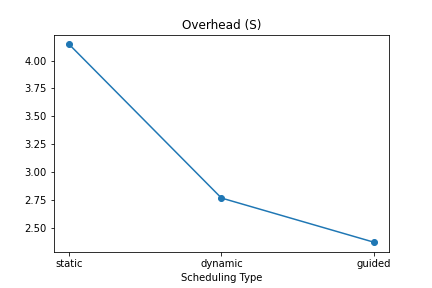 Overhead (S)
4.00
3.75
3.50
3.25
3.00
2.75
2.50
static dynamic guided
Scheduling Type